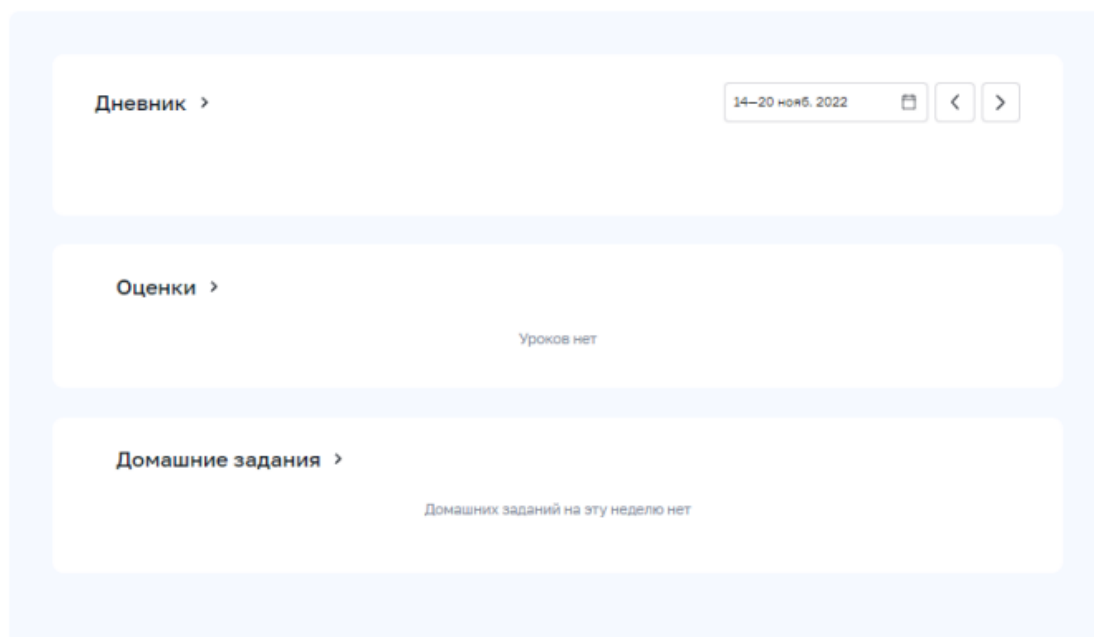 Дневник
14–20 нояб. 2022
Оценки
Уроков нет
Домашние задания
Домашних заданий на эту неделю нет